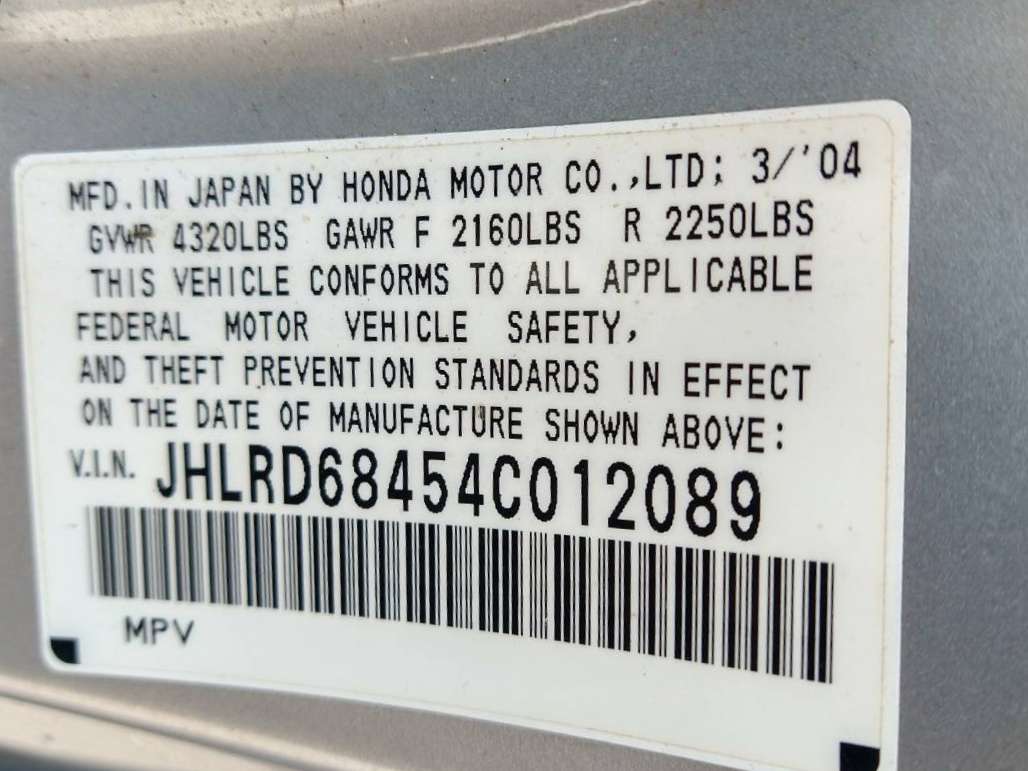 MFD. IN JAPAN BY HONDA MOTOR CO.,LTD; 3/'04
GVWR 4320LBS GAWR F 2160LBS R 2250LBS
THIS VEHICLE CONFORMS TO ALL APPLICABLE
FEDERAL MOTOR VEHICLE SAFETY,
AND THEFT PREVENTION STANDARDS IN EFFECT
ON THE DATE OF MANUFACTURE SHOWN ABOVE:
V.I.N. JHLRD68454C012089
MPV